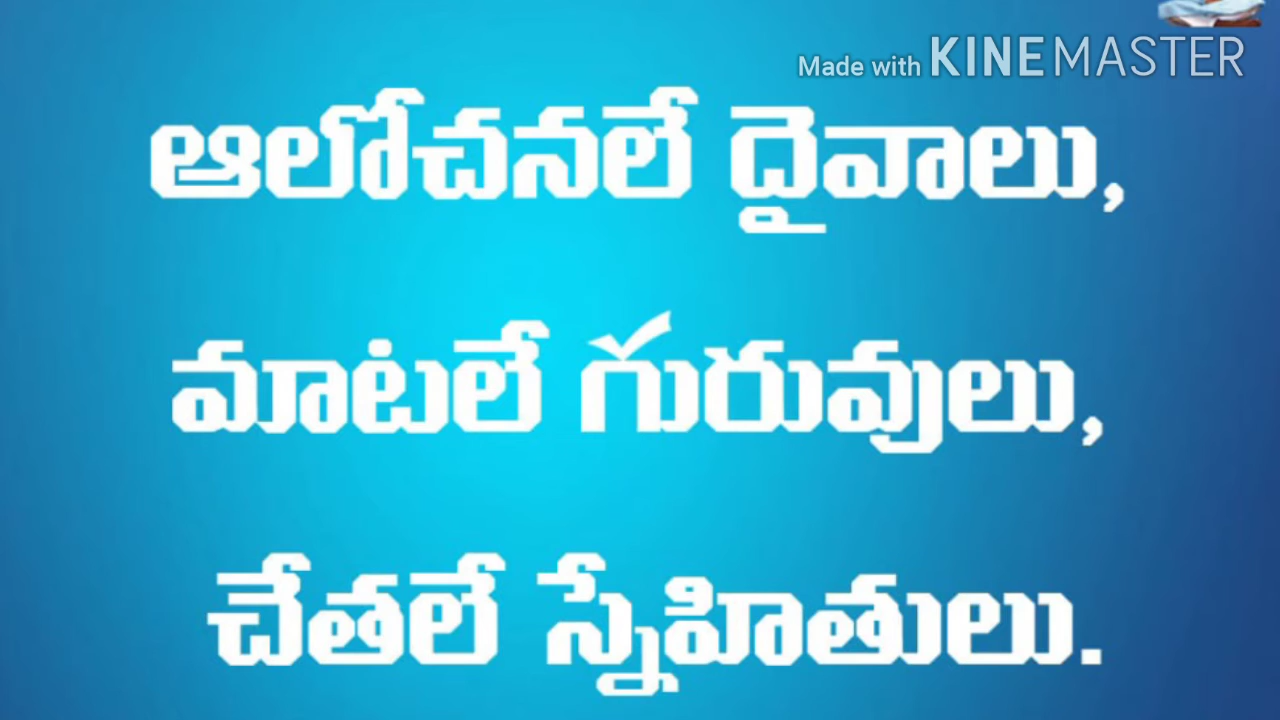 Made with KINEMASTER
ఆలోచనలే దైవాలు,
మాటలే గురువులు,
చేతలే స్నేహితులు.